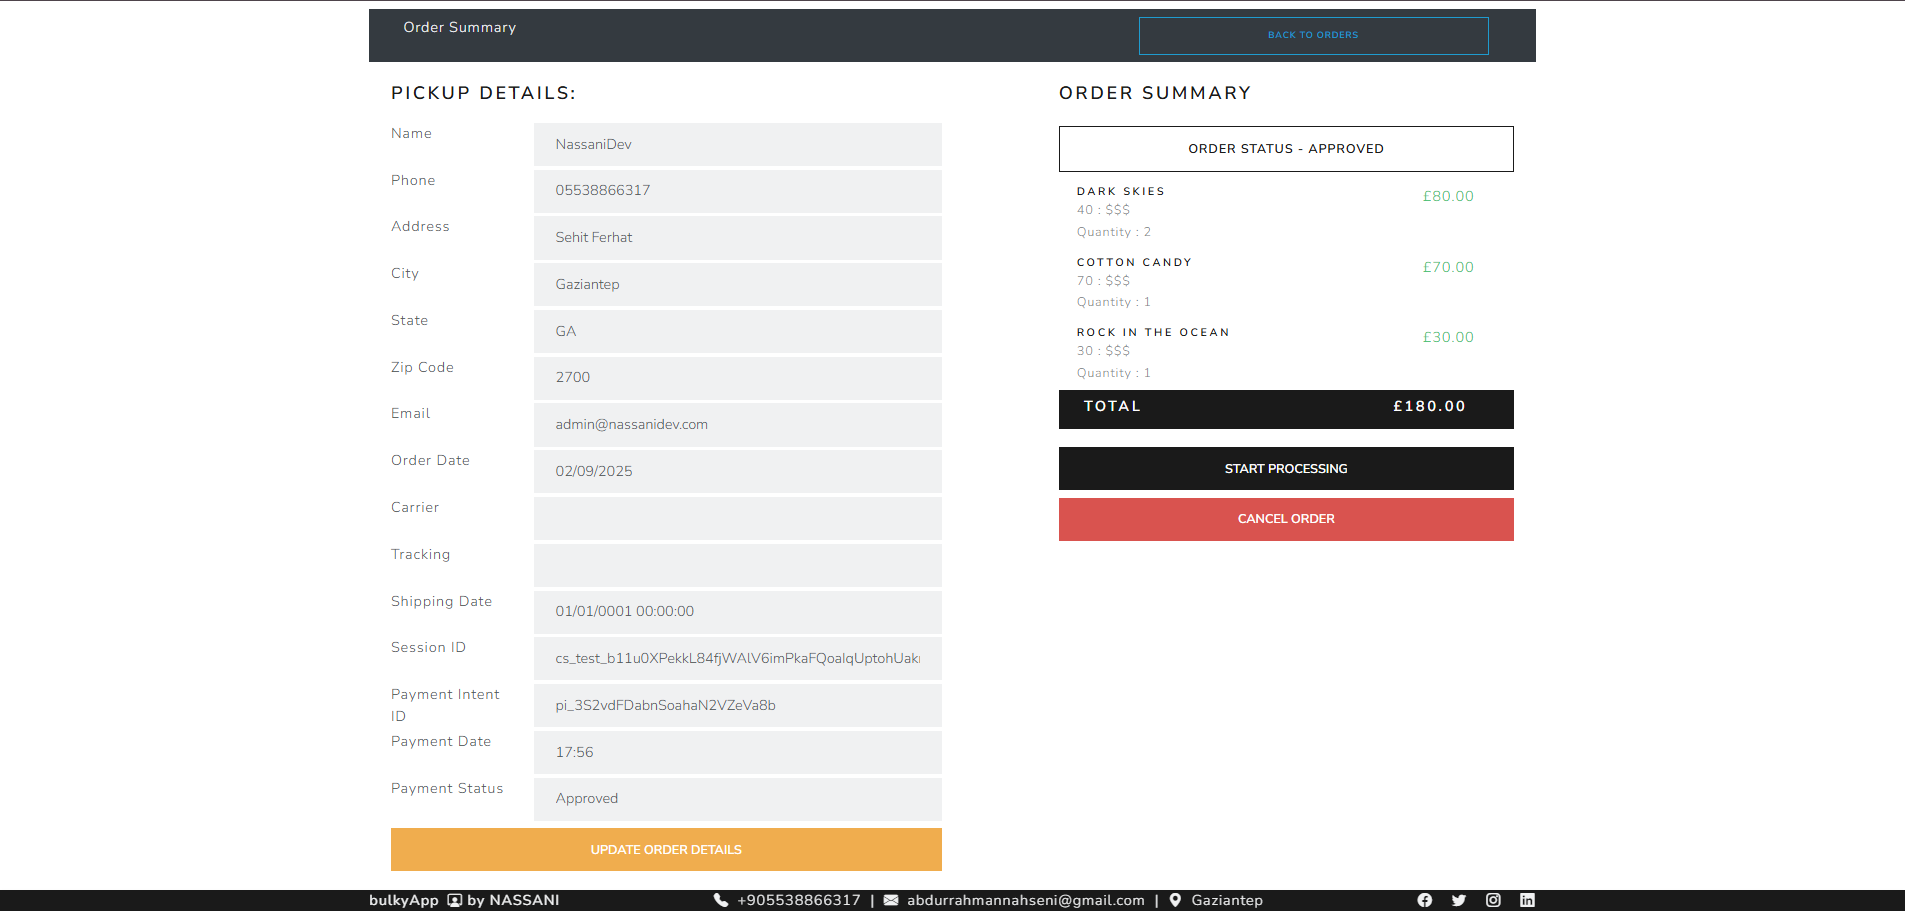 Order Summary
BACK TO ORDERS
PICKUP DETAILS:
Name
NassaniDev
Phone
05538866317
Address
Sehit Ferhat
City
Gaziantep
State
GA
Zip Code
2700
Email
admin@nassanidev.com
Order Date
02/09/2025
Carrier
Tracking
Shipping Date
01/01/0001 00:00:00
Session ID
cs_test_b11u0XPekkL84fjWAlV6imPkaFQoaIqUptohUak
Payment Intent
ID
pi_3S2vdFDabnSoahaN2VZeVa8b
Payment Date
17:56
Payment Status
Approved
UPDATE ORDER DETAILS
ORDER SUMMARY
ORDER STATUS - APPROVED
DARK SKIES
£80.00
40 : $$$
Quantity : 2
COTTON CANDY
£70.00
70 : $$$
Quantity : 1
ROCK IN THE OCEAN
£30.00
30 : $$$
Quantity : 1
TOTAL £180.00
START PROCESSING
CANCEL ORDER
bulkyApp by NASSANI
+905538866317 | abdurrahmannahseni@gmail.com | Gaziantep